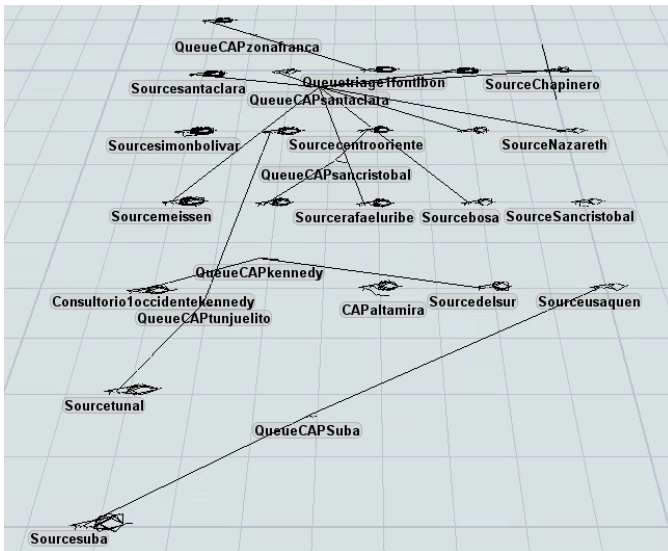 QueueCAPzonafranca
Sourcesantaclara
SourceChapinero
QueueCAPsantaclara
Sourcesimonbolivar
Sourcecentrooriente
SourceNazareth
QueueCAPsancristobal
Sourcemeissen
Sourcerafaeluribe
Sourcebosa
SourceSancristobal
QueueCAPkennedy
Consultorio1occidentekennedy
CAPaltamira
Sourcedelsur
Sourceusaquen
QueueCAPtunjuelito
Sourcetunal
QueueCAPSuba
Sourcesuba